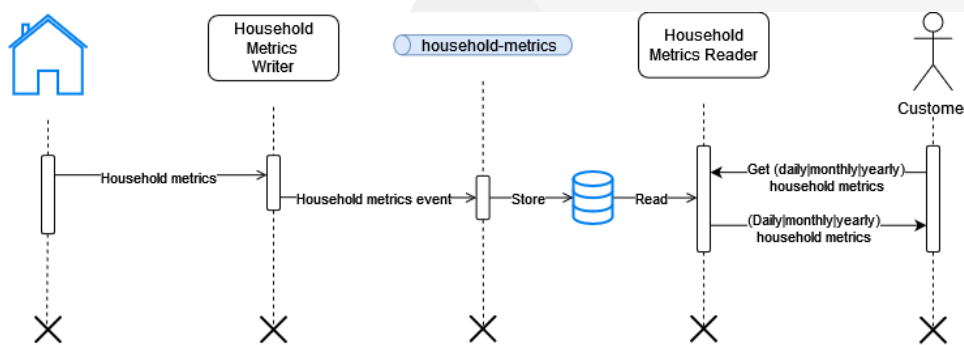 Household
Metrics
Writer
household-metrics
Household
Metrics Reader
Custome
Household metrics
Household metrics event
Store
Read
Get (daily|monthly|yearly)
household metrics
(Daily|monthly|yearly)
household metrics